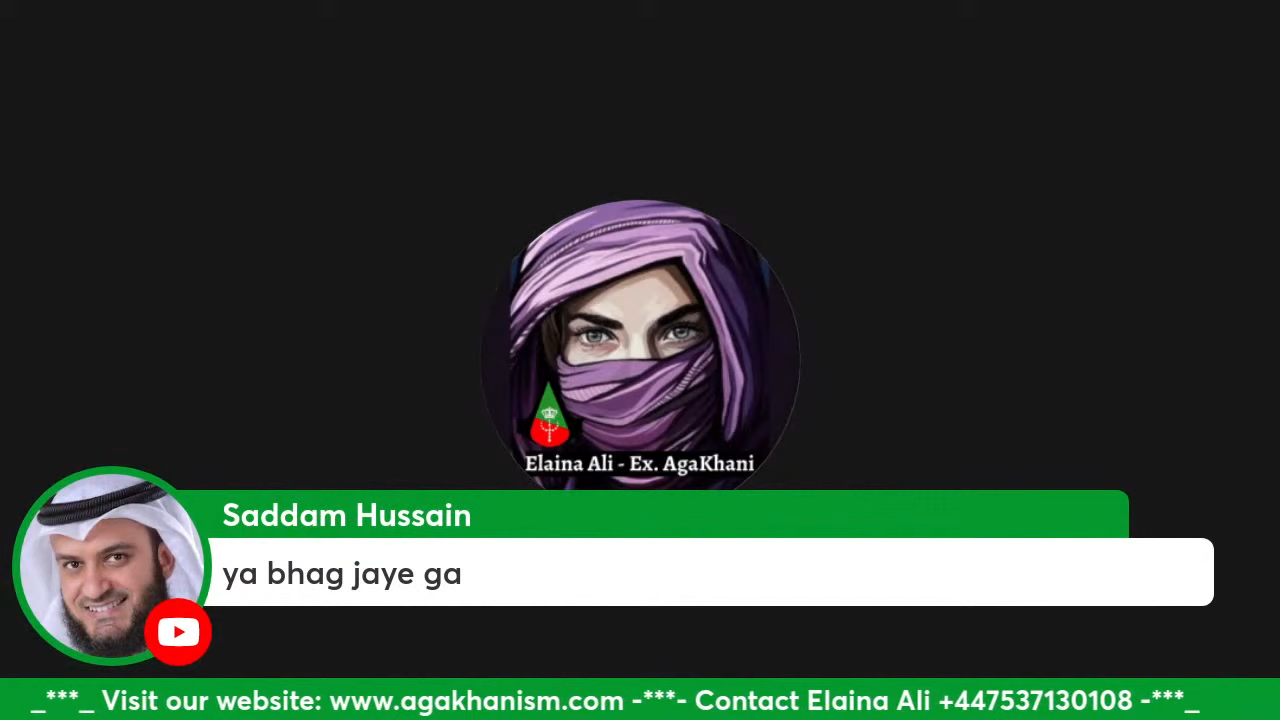 Elaina Ali - Ex. AgaKhani
Saddam Hussain
ya bhag jaye ga
_***_ Visit our website: www.agakhanism.com -***- Contact Elaina Ali +447537130108 -***_